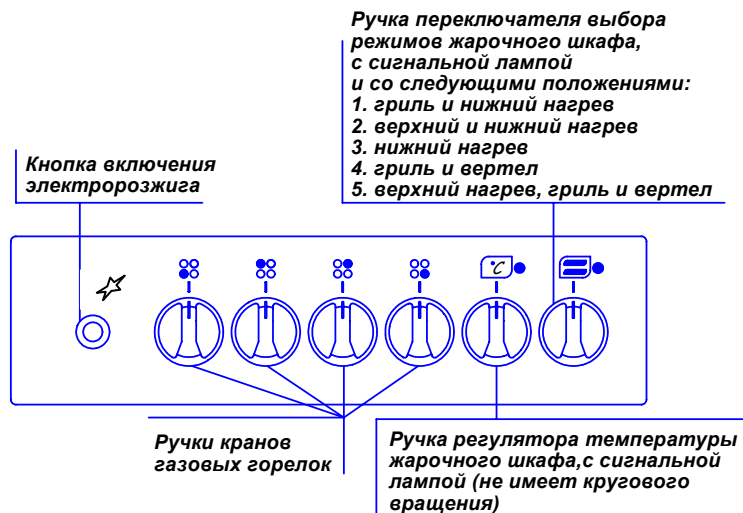 Ручка переключателя выбора
режимов жарочного шкафа,
с сигнальной лампой
и со следующими положениями:
1. гриль и нижний нагрев
2. верхний и нижний нагрев
3. нижний нагрев
4. гриль и вертел
5. верхний нагрев, гриль и вертел
Кнопка включения
электророзжига
°C
Ручки кранов
газовых горелок
Ручка регулятора температуры
жарочного шкафа,с сигнальной
лампой (не имеет кругового
вращения)